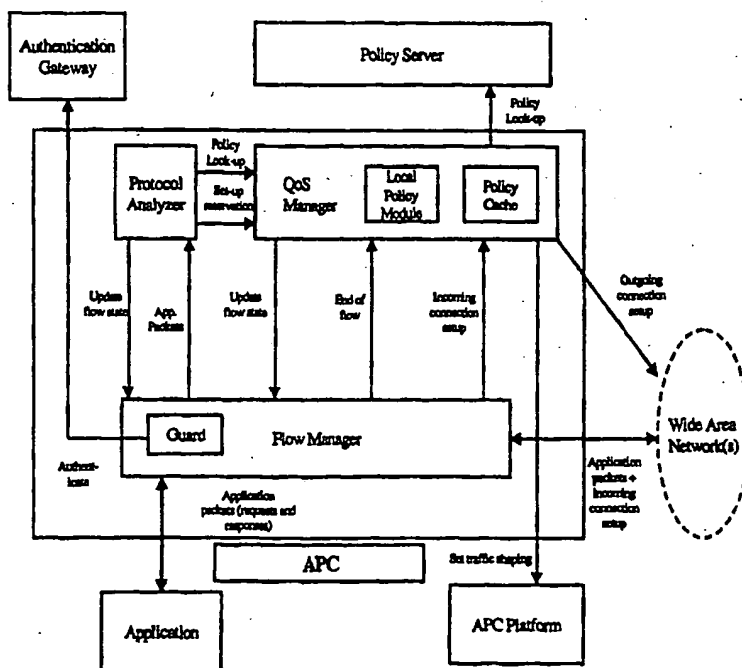 Authentication
Gateway
Policy Server
Policy
Look-up
Policy
Look-up
Set-up
reservation
Protocol
Analyzer
QoS
Manager
Local
Policy
Module
Policy
Cache
Update
flow state
App.
Packets
Update
flow state
End of
flow
Incoming
connection
setup
Outgoing
connection
setup
Guard
Flow Manager
Wide Area
Network(s)
Authent-
icate
Application
packets (requests and
responses)
Application
packets +
Incoming
connection
setup
APC
Set traffic shaping
Application
APC Platform